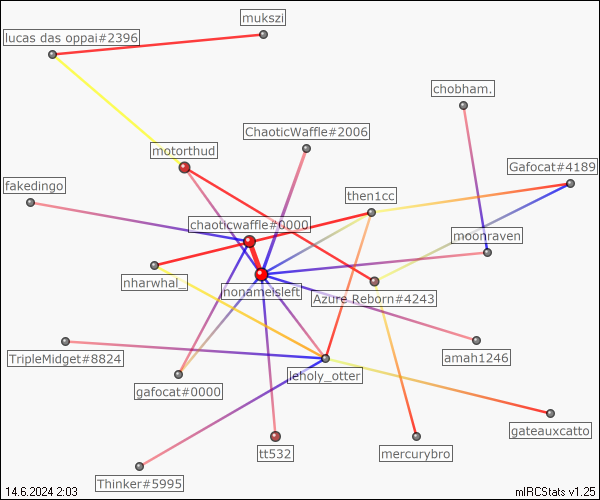 mukszi
lucas das oppai#2396
chobham.
ChaoticWaffle#2006
motorthud
Gafocat#4189
fakedingo
then1cc
chaoticwaffle#0000
moonraven
nharwhal_
nonameisleft
Azure Reborn#4243
TripleMidget#8824
amah1246
leholy_otter
gafocat#0000
gateauxcatto
tt532
mercurybro
Thinker#5995
14.6.2024 2:03
mIRCStats v1.25